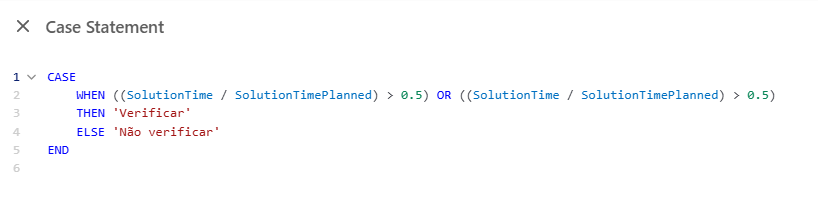 Case Statement
1 CASE
2 WHEN ((SolutionTime / SolutionTimePlanned) > 0.5) OR ((SolutionTime / SolutionTimePlanned) > 0.5)
3 THEN 'Verificar'
4 ELSE 'Não verificar'
5 END
6